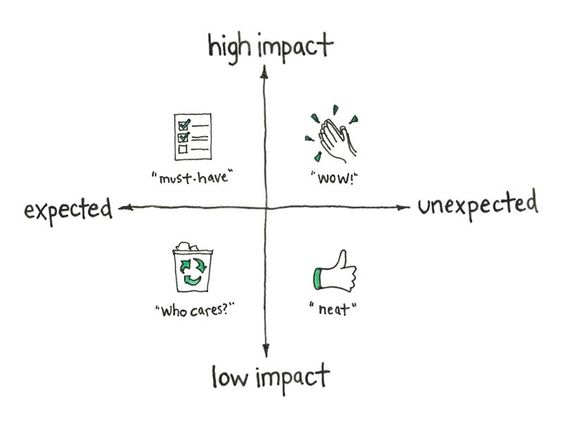 high impact
"must-have"
"wow!"
expected
unexpected
"who cares?"
"neat"
low impact